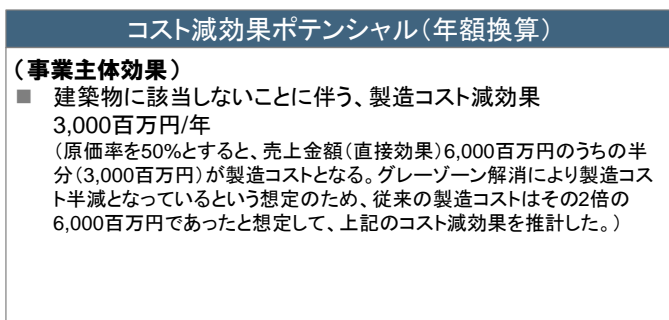 コスト減効果ポテンシャル（年額換算）
（事業主体効果）
■ 建築物に該当しないことに伴う、製造コスト減効果
3,000百万円/年
（原価率を50%とすると、売上金額（直接効果）6,000百万円のうちの半
分（3,000百万円）が製造コストとなる。グレーゾーン解消により製造コス
ト半減となっているという想定のため、従来の製造コストはその2倍の
6,000百万円であったと想定して、上記のコスト減効果を推計した。）